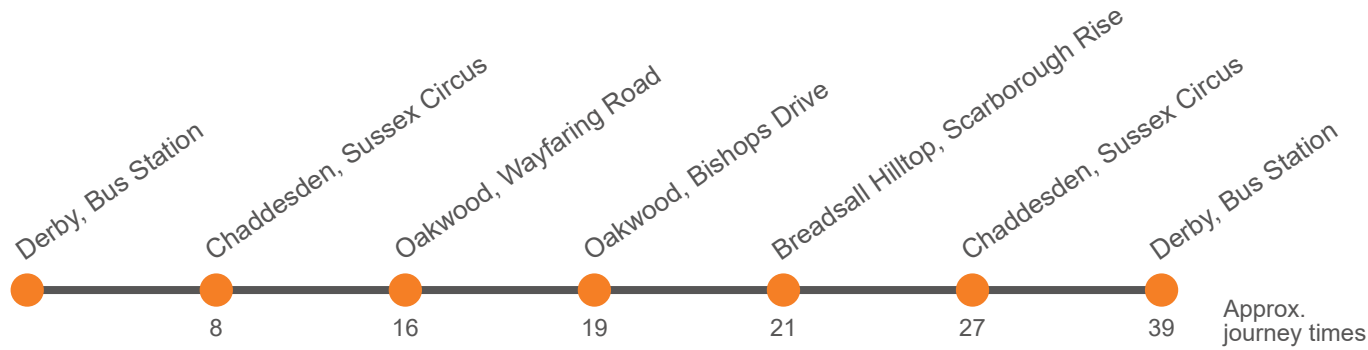 Derby, Bus Station
Chaddesden, Sussex Circus
Oakwood, Wayfaring Road
Oakwood, Bishops Drive
Breadsall Hilltop, Scarborough Rise
Chaddesden, Sussex Circus
Derby, Bus Station
8
16
19
21
27
39
Approx.
journey times